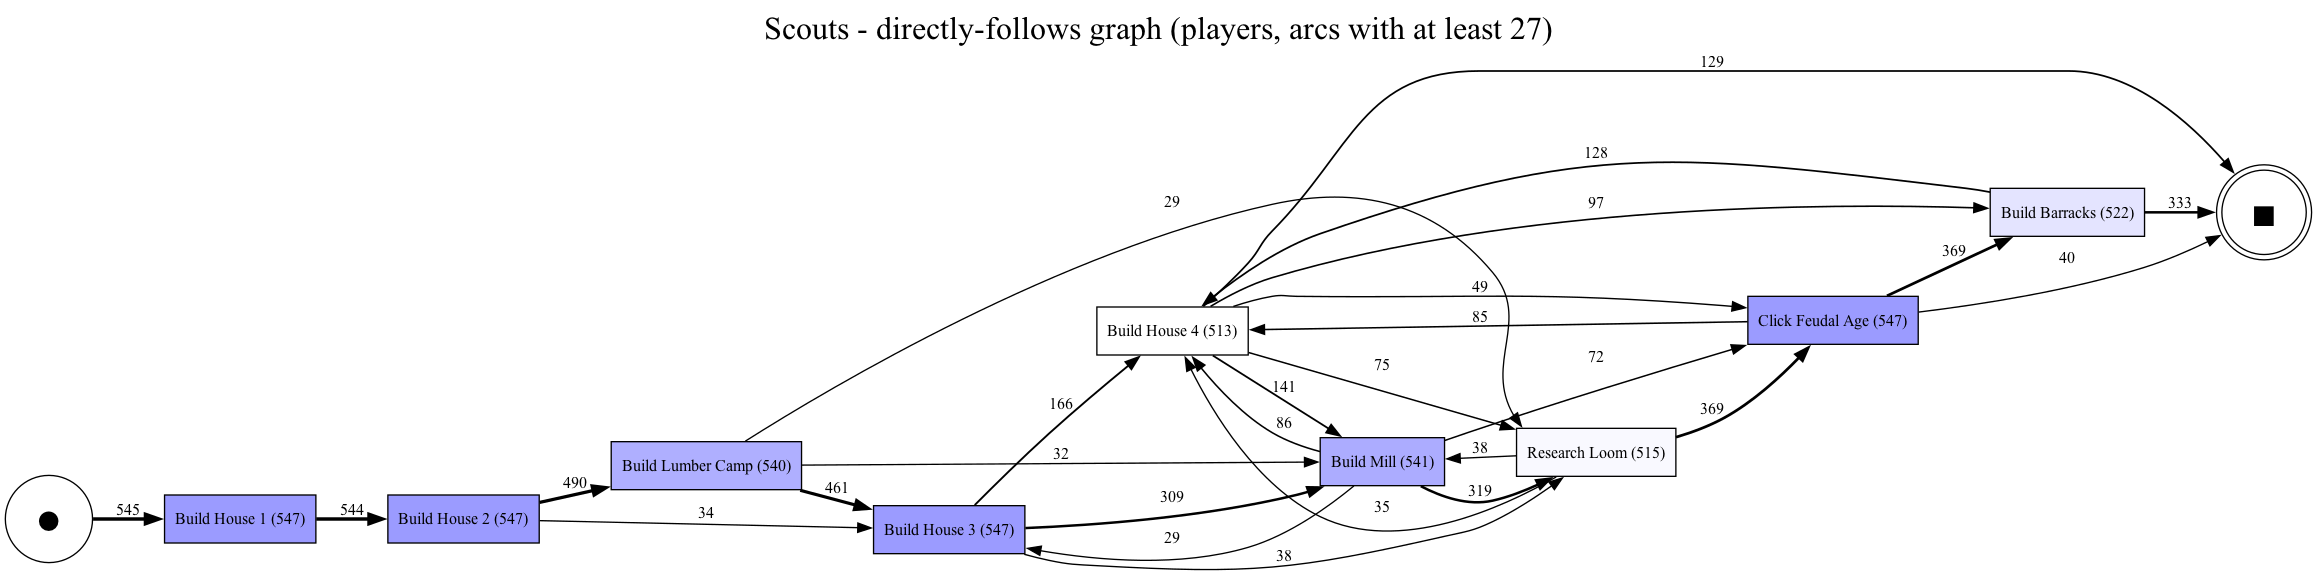 Scouts - directly-follows graph (players, arcs with at least 27)
129
128
29
97
333
Build Barracks (522)
369
40
49
Build House 4 (513)
85
Click Feudal Age (547)
72
75
141
166
369
86
38
Research Loom (515)
32
Build Mill (541)
Build Lumber Camp (540)
490
461
309
319
35
545
Build House 1 (547)
544
Build House 2 (547)
34
Build House 3 (547)
29
38